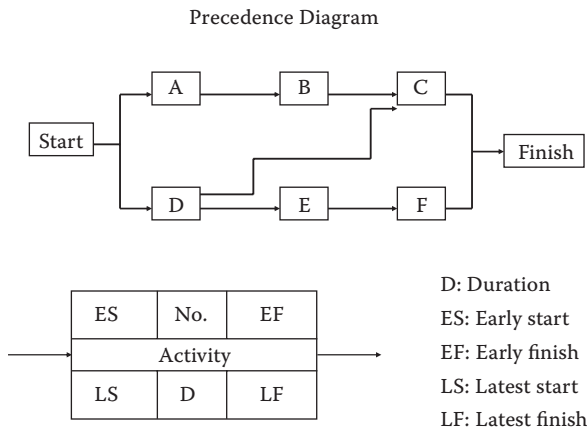 Precedence Diagram
A B C
Start
Finish
D E F
ES No. EF
Activity
LS D LF
D: Duration
ES: Early start
EF: Early finish
LS: Latest start
LF: Latest finish